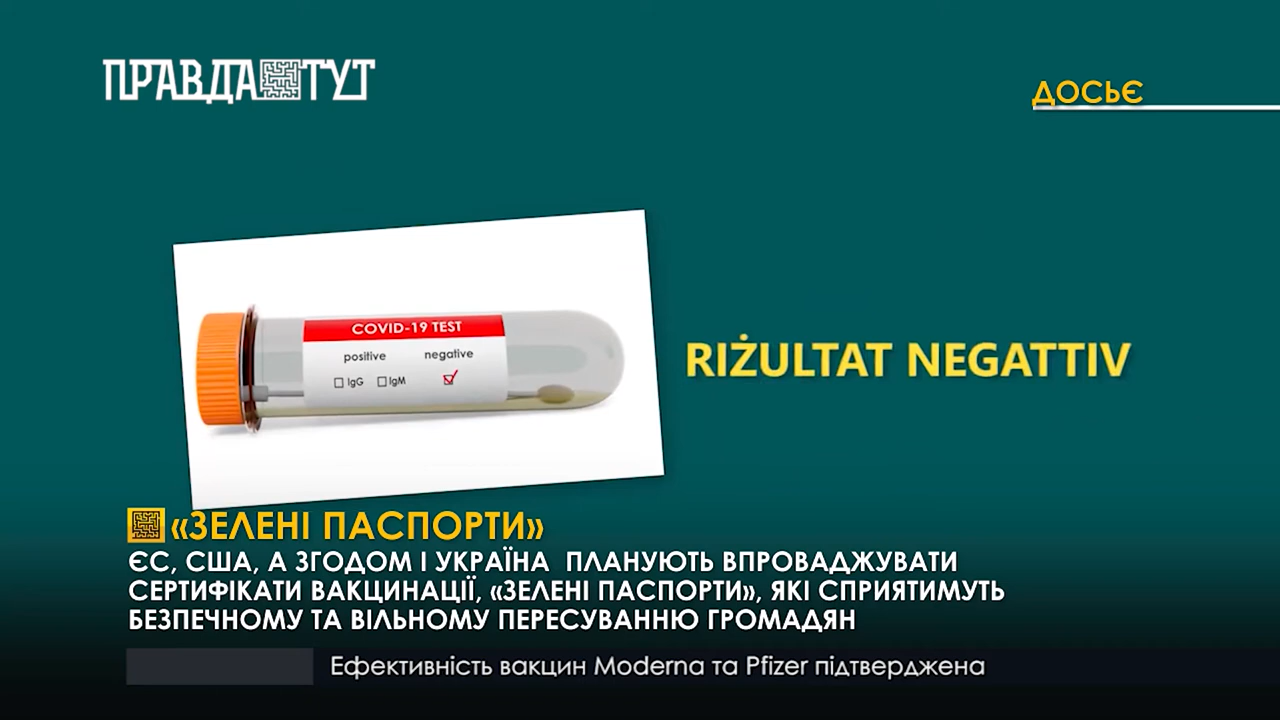 ПРАВДА ТУТ
ДОСЬЄ
COVID-19 TEST
positive negative
IgG IgM
RIŻULTAT NEGATTIV
«ЗЕЛЕНІ ПАСПОРТИ»
ЄС, США, А ЗГОДОМ І УКРАЇНА ПЛАНУЮТЬ ВПРОВАДЖУВАТИ
СЕРТИФІКАТИ ВАКЦИНАЦІЇ, «ЗЕЛЕНІ ПАСПОРТИ», ЯКІ СПРИЯТИМУТЬ
БЕЗПЕЧНОМУ ТА ВІЛЬНОМУ ПЕРЕСУВАННЮ ГРОМАДЯН
Ефективність вакцин Moderna та Pfizer підтверджена